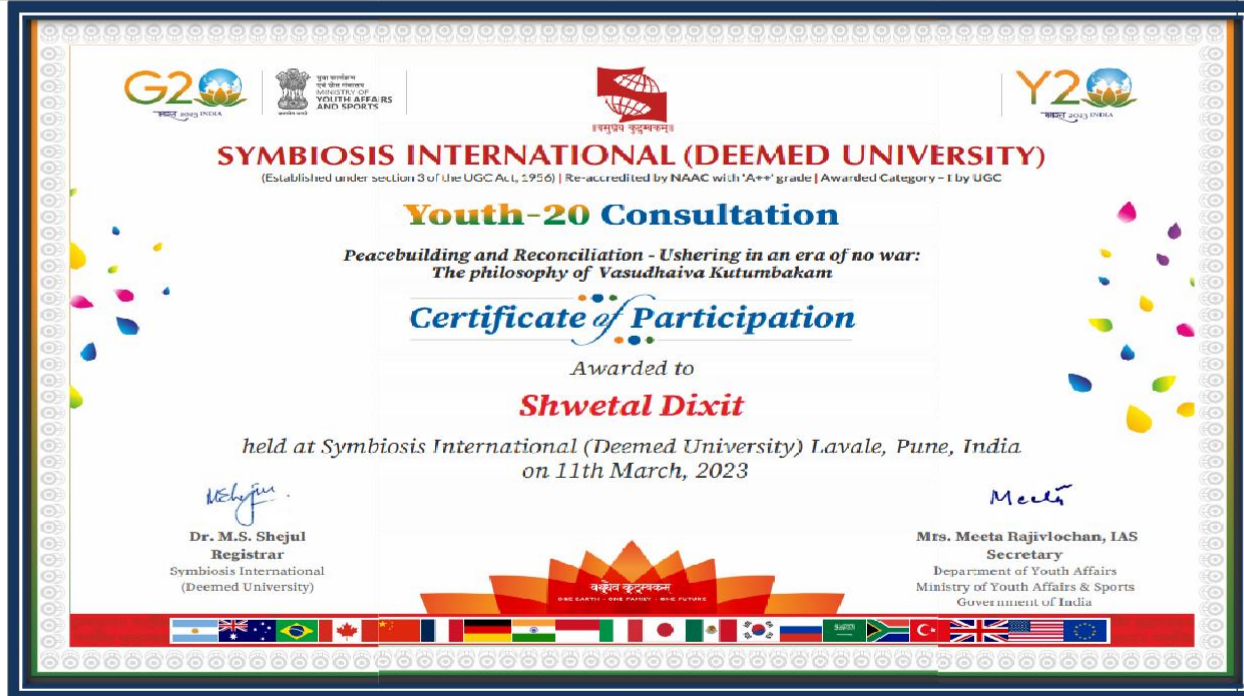 G20
भारत 2023 INDIA
युवा कार्यक्रम
एवं खेल मंत्रालय
MINISTRY OF
YOUTH AFFAIRS
AND SPORTS
सत्यमेव जयते
॥वसुधैव कुटुम्बकम्॥
Y20
भारत 2023 INDIA
SYMBIOSIS INTERNATIONAL (DEEMED UNIVERSITY)
(Established under section 3 of the UGC Act, 1956) | Re-accredited by NAAC with 'A++' grade | Awarded Category – I by UGC
Youth-20 Consultation
Peacebuilding and Reconciliation - Ushering in an era of no war:
The philosophy of Vasudhaiva Kutumbakam
Certificate of Participation
Awarded to
Shwetal Dixit
held at Symbiosis International (Deemed University) Lavale, Pune, India
on 11th March, 2023
Dr. M.S. Shejul
Registrar
Symbiosis International
(Deemed University)
Meeta
Mrs. Meeta Rajivlochan, IAS
Secretary
Department of Youth Affairs
Ministry of Youth Affairs & Sports
Government of India
वसुधैव कुटुम्बकम्
ONE EARTH • ONE FAMILY • ONE FUTURE